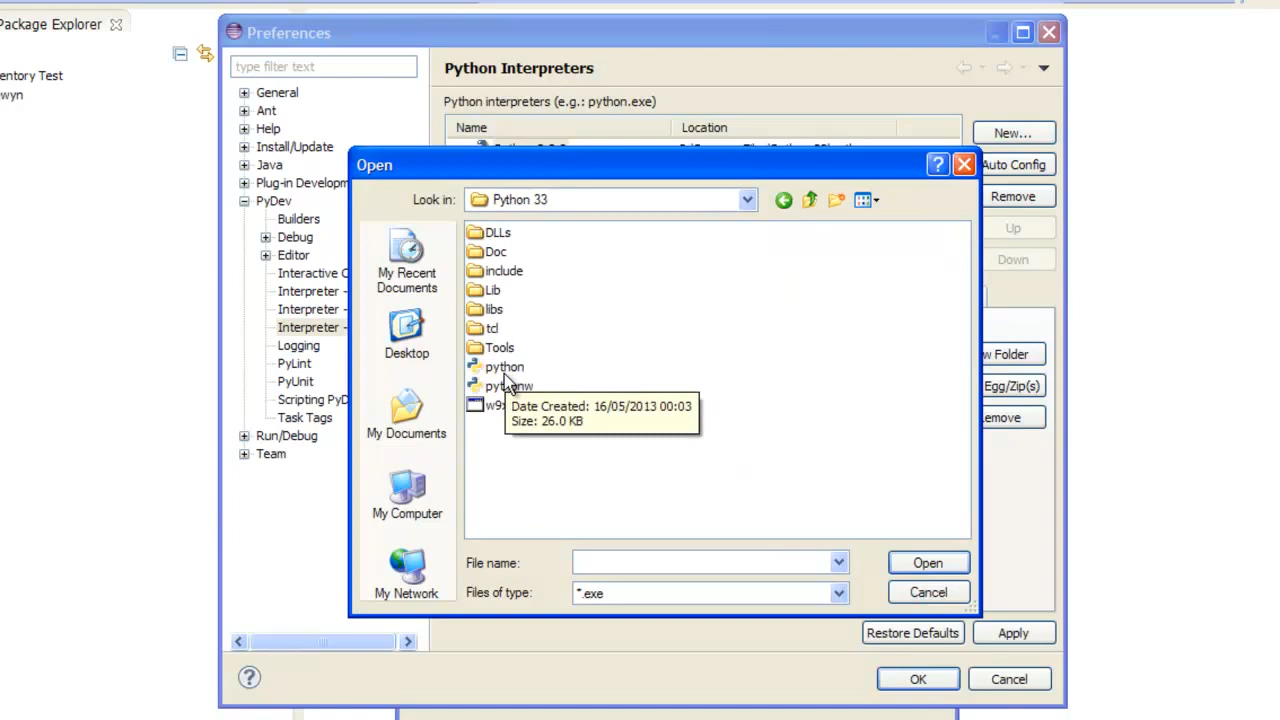 Package Explorer
entory Test
wyn
Preferences
type filter text
General
Ant
Help
Install/Update
Java
Plug-in Developm
PyDev
Builders
Debug
Editor
Interactive C
Interpreter -
Interpreter -
Interpreter -
Logging
PyLint
PyUnit
Scripting PyD
Task Tags
Run/Debug
Team
Python Interpreters
Python interpreters (e.g.: python.exe)
Name Location
New...
Auto Config
Remove
Up
Down
w Folder
Egg/Zip(s)
emove
Open
Look in: Python 33
My Recent
Documents
Desktop
My Documents
My Computer
My Network
DLLs
Doc
include
Lib
libs
tcl
Tools
python
pythonw
w9x
Date Created: 16/05/2013 00:03
Size: 26.0 KB
File name:
Open
Files of type: *.exe
Cancel
Restore Defaults Apply
OK Cancel